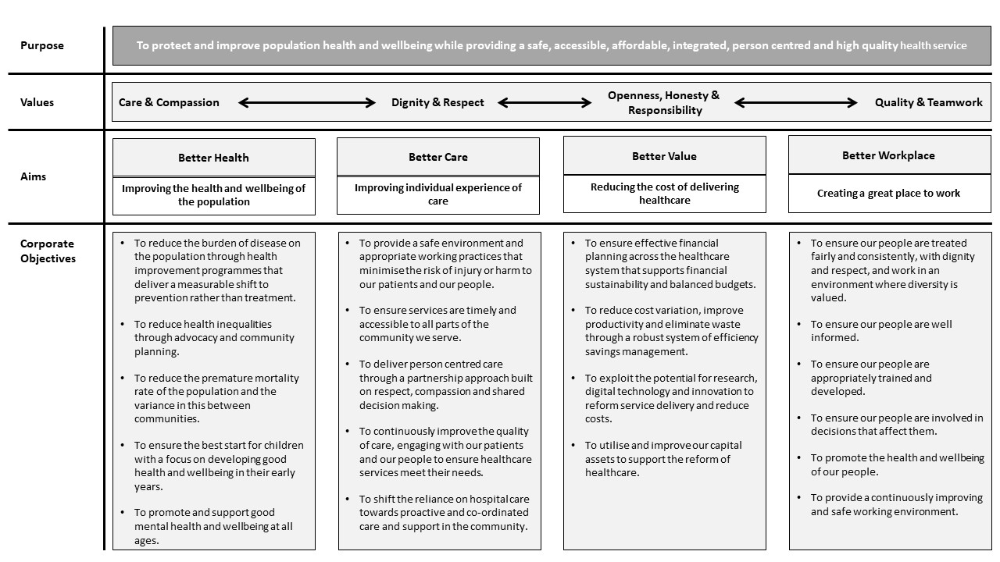 Purpose
To protect and improve population health and wellbeing while providing a safe, accessible, affordable, integrated, person centred and high quality health service
Values
Care & Compassion
Dignity & Respect
Openness, Honesty &
Responsibility
Quality & Teamwork
Aims
Better Health
Improving the health and wellbeing of
the population
Better Care
Improving individual experience of
care
Better Value
Reducing the cost of delivering
healthcare
Better Workplace
Creating a great place to work
Corporate
Objectives
• To reduce the burden of disease on
the population through health
improvement programmes that
deliver a measurable shift to
prevention rather than treatment.
• To reduce health inequalities
through advocacy and community
planning.
• To reduce the premature mortality
rate of the population and the
variance in this between
communities.
• To ensure the best start for children
with a focus on developing good
health and wellbeing in their early
years.
• To promote and support good
mental health and wellbeing at all
ages.
• To provide a safe environment and
appropriate working practices that
minimise the risk of injury or harm to
our patients and our people.
• To ensure services are timely and
accessible to all parts of the
community we serve.
• To deliver person centred care
through a partnership approach built
on respect, compassion and shared
decision making.
• To continuously improve the quality
of care, engaging with our patients
and our people to ensure healthcare
services meet their needs.
• To shift the reliance on hospital care
towards proactive and co-ordinated
care and support in the community.
• To ensure effective financial
planning across the healthcare
system that supports financial
sustainability and balanced budgets.
• To reduce cost variation, improve
productivity and eliminate waste
through a robust system of efficiency
savings management.
• To exploit the potential for research,
digital technology and innovation to
reform service delivery and reduce
costs.
• To utilise and improve our capital
assets to support the reform of
healthcare.
• To ensure our people are treated
fairly and consistently, with dignity
and respect, and work in an
environment where diversity is
valued.
• To ensure our people are well
informed.
• To ensure our people are
appropriately trained and
developed.
• To ensure our people are involved in
decisions that affect them.
• To promote the health and wellbeing
of our people.
• To provide a continuously improving
and safe working environment.